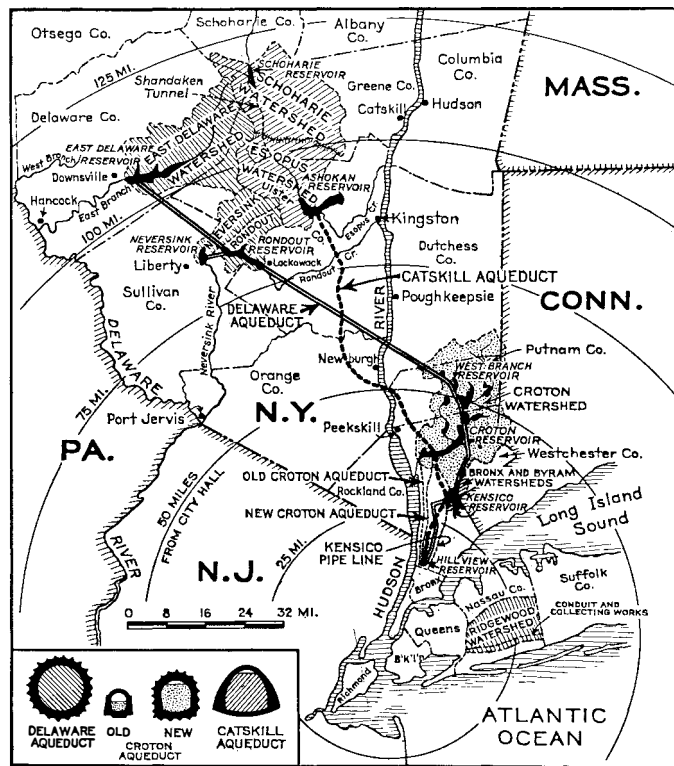 Otsego Co.
Schoharie Co.
Albany Co.
Columbia Co.
MASS.
125 MI.
SCHOHARIE RESERVOIR
Shandaken Tunnel
SCHOHARIE WATERSHED
Greene Co.
Catskill
Hudson
Delaware Co.
EAST DELAWARE RESERVOIR
EAST DELAWARE WATERSHED
West Branch
Downsville
East Branch
Hancock
100 MI.
ESOPUS WATERSHED
Ulster Co.
ASHOKAN RESERVOIR
Esopus Cr.
Kingston
NEVERSINK RESERVOIR
NEVERSINK
RONDOUT
RONDOUT RESERVOIR
Lackawack
Rondout Cr.
Dutchess Co.
Liberty
Sullivan Co.
Neversink River
CATSKILL AQUEDUCT
DELAWARE AQUEDUCT
RIVER
Poughkeepsie
CONN.
DELAWARE
Newburgh
Putnam Co.
WEST BRANCH RESERVOIR
Orange Co.
CROTON WATERSHED
75 MI.
Port Jervis
N.Y.
Peekskill
CROTON RESERVOIR
Westchester Co.
PA.
50 MILES FROM CITY HALL
OLD CROTON AQUEDUCT
Rockland Co.
BRONX AND BYRAM WATERSHEDS
KENSICO RESERVOIR
NEW CROTON AQUEDUCT
Long Island Sound
RIVER
N.J.
25 MI.
KENSICO PIPE LINE
HILLVIEW RESERVOIR
HUDSON
Bronx
Nassau Co.
Suffolk Co.
CONDUIT AND COLLECTING WORKS
RIDGEWOOD WATERSHED
Queens
B'k'l'n
Richmond
0 8 16 24 32 MI.
ATLANTIC OCEAN
DELAWARE AQUEDUCT
OLD
NEW
CROTON AQUEDUCT
CATSKILL AQUEDUCT